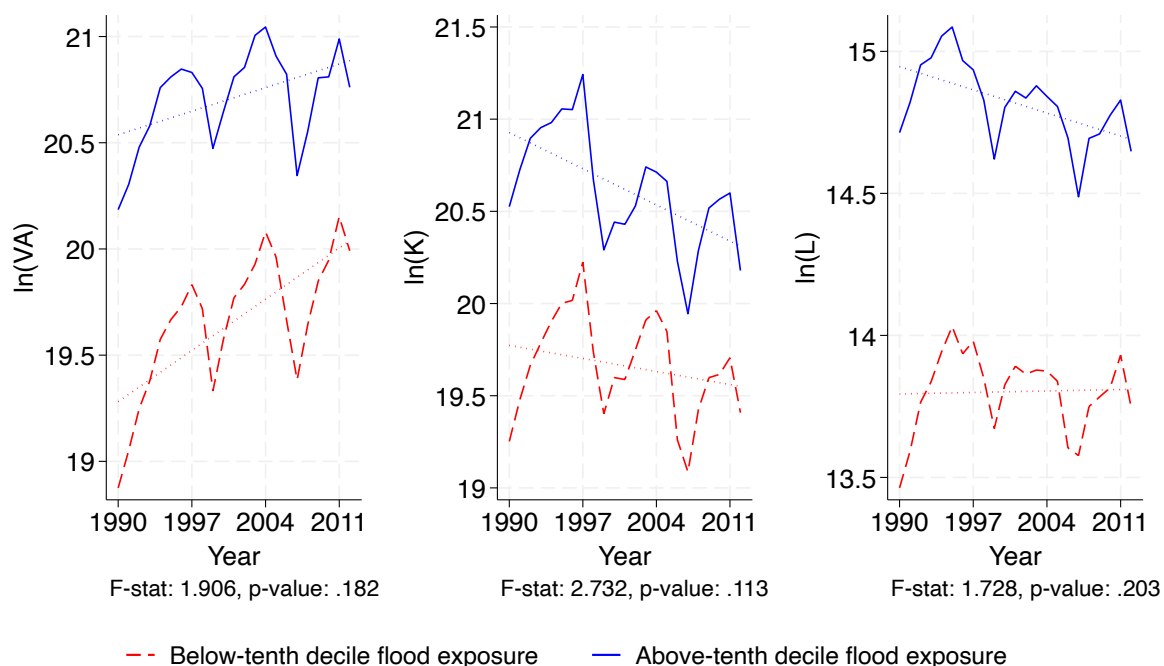 ln(VA)
21
20.5
20
19.5
19
1990 1997 2004 2011
Year
F-stat: 1.906, p-value: .182
ln(K)
21.5
21
20.5
20
19.5
19
1990 1997 2004 2011
Year
F-stat: 2.732, p-value: .113
ln(L)
15
14.5
14
13.5
1990 1997 2004 2011
Year
F-stat: 1.728, p-value: .203
Below-tenth decile flood exposure
Above-tenth decile flood exposure